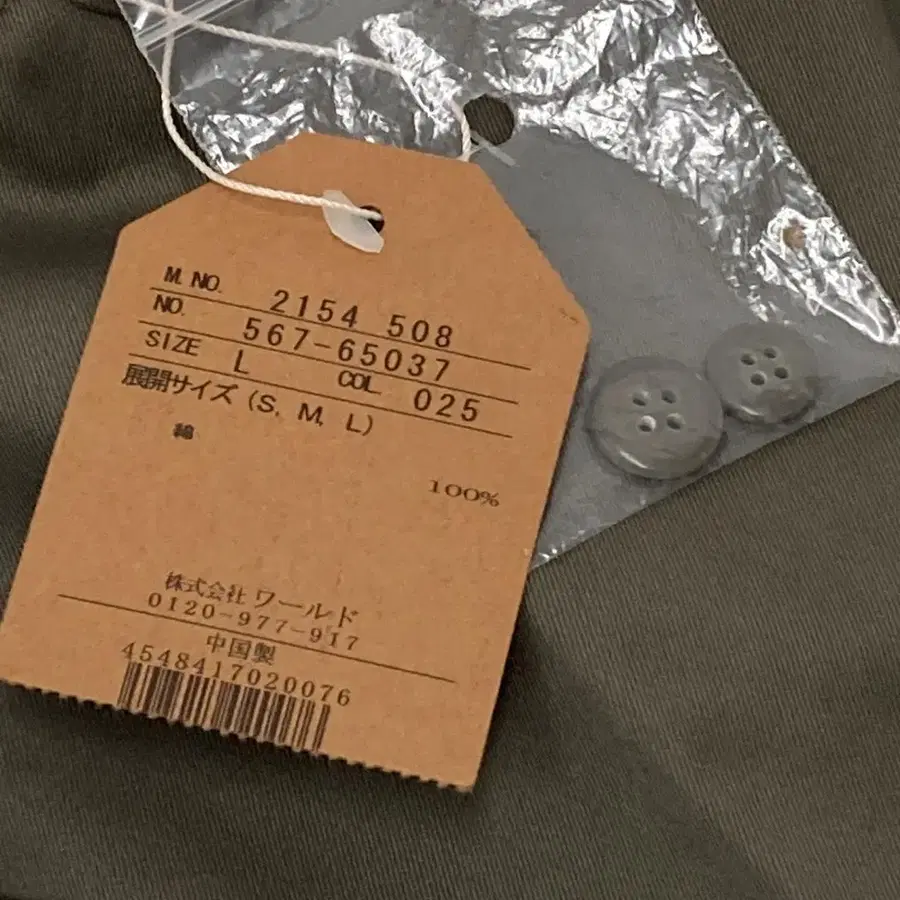 M. NO. 2154 508
NO. 567-65037
SIZE L COL 025
展開サイズ (S, M, L)
綿 100%
株式会社 ワールド
0120-977-917
中国製
4548417020076